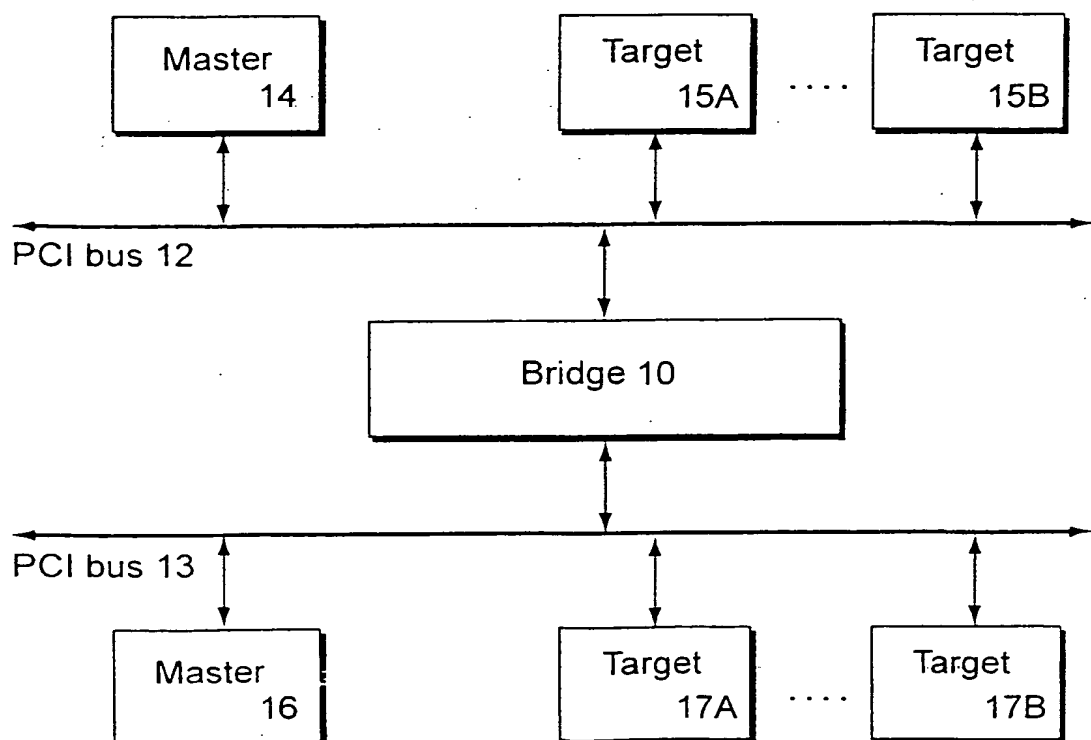 Master
14
Target
15A
....
Target
15B
PCI bus 12
Bridge 10
PCI bus 13
Master
16
Target
17A
....
Target
17B